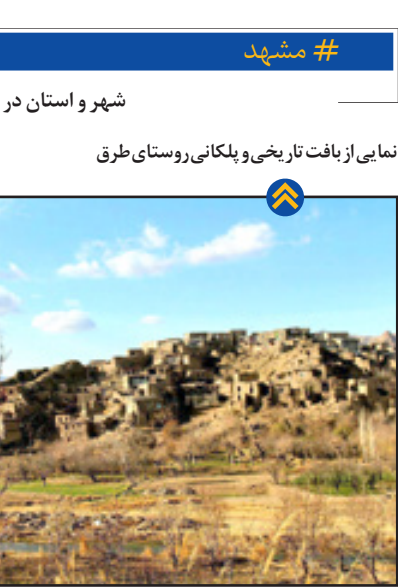 # مشهد
شهر و استان در
نمایی از بافت تاریخی و پلکانی روستای طرق